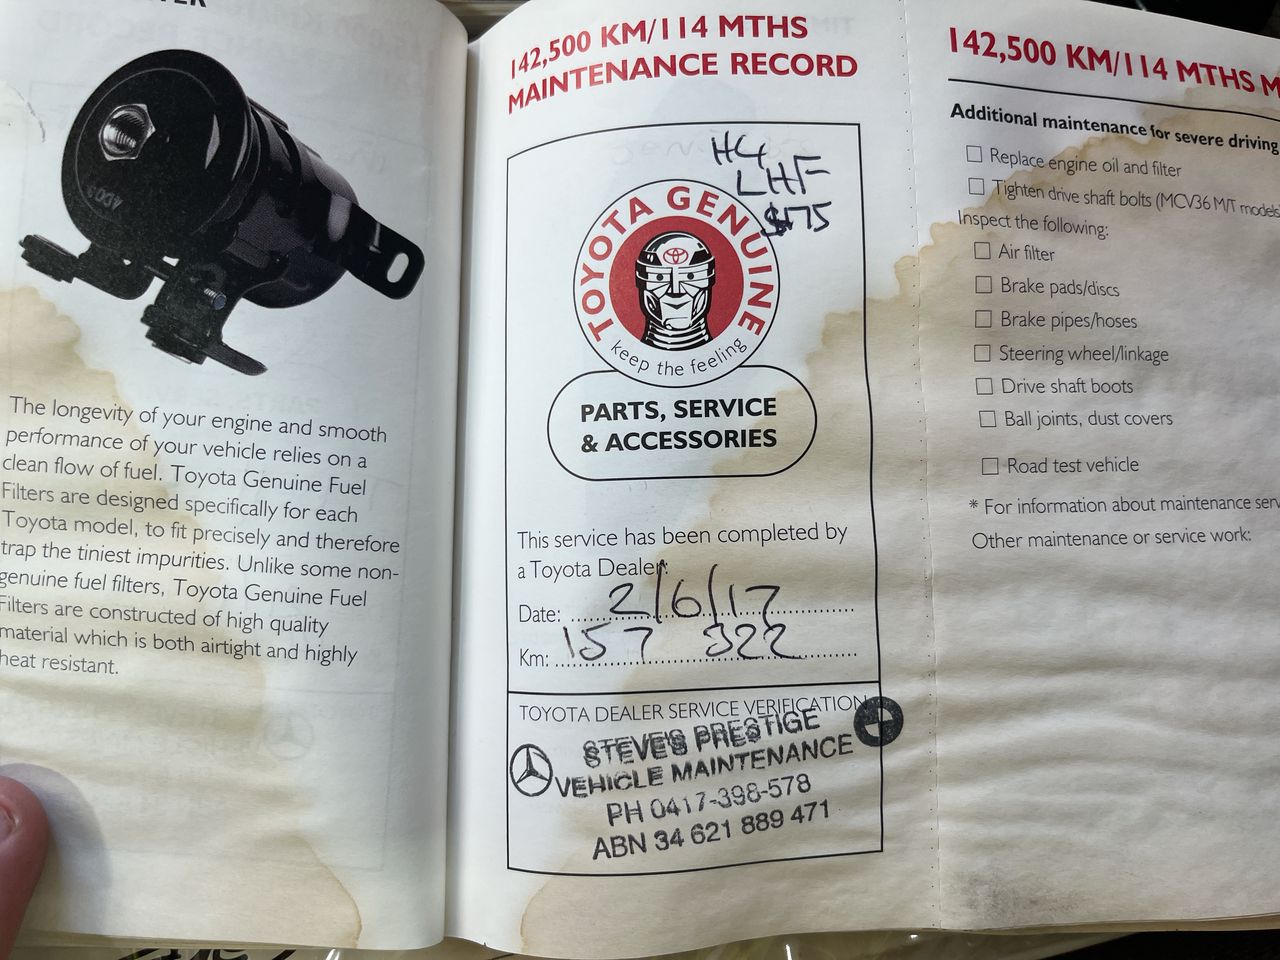 142,500 KM/114 MTHS
MAINTENANCE RECORD
H4
LHF
$175
TOYOTA GENUINE
keep the feeling
PARTS, SERVICE
& ACCESSORIES
This service has been completed by
a Toyota Dealer:
Date: 2/6/17
Km: 157 322
TOYOTA DEALER SERVICE VERIFICATION
STEVE'S PRESTIGE
VEHICLE MAINTENANCE
PH 0417-398-578
ABN 34 621 889 471
The longevity of your engine and smooth
performance of your vehicle relies on a
clean flow of fuel. Toyota Genuine Fuel
Filters are designed specifically for each
Toyota model, to fit precisely and therefore
trap the tiniest impurities. Unlike some non-
genuine fuel filters, Toyota Genuine Fuel
Filters are constructed of high quality
material which is both airtight and highly
heat resistant.
142,500 KM/114 MTHS M
Additional maintenance for severe driving
Replace engine oil and filter
Tighten drive shaft bolts (MCV36 M/T models
Inspect the following:
Air filter
Brake pads/discs
Brake pipes/hoses
Steering wheel/linkage
Drive shaft boots
Ball joints, dust covers
Road test vehicle
* For information about maintenance serv
Other maintenance or service work: